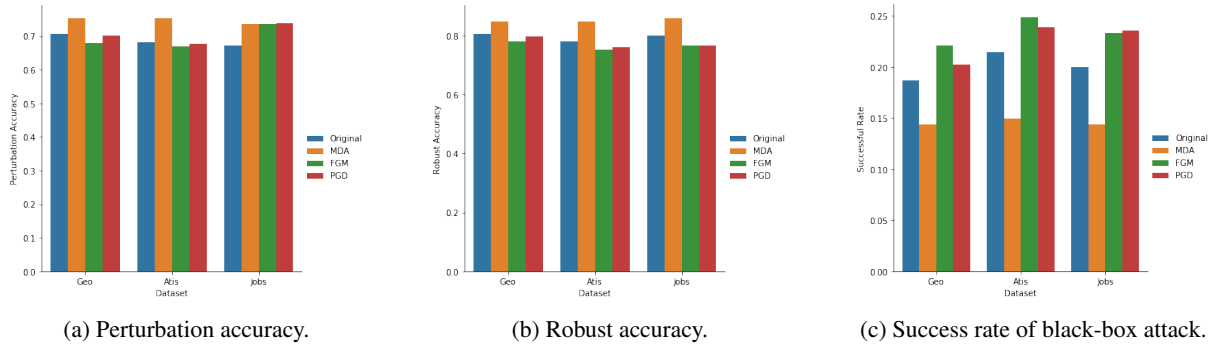 0.7
0.6
0.5
0.4
0.3
0.2
0.1
0.0
Perturbation Accuracy
Geo
Atis
jobs
Dataset
Original
MDA
FGM
PGD
(a) Perturbation accuracy.
0.8
0.6
0.4
0.2
0.0
Robust Accuracy
Geo
Atis
jobs
Dataset
Original
MDA
FGM
PGD
(b) Robust accuracy.
0.25
0.20
0.15
0.10
0.05
0.00
Successful Rate
Geo
Atis
jobs
Dataset
Original
MDA
FGM
PGD
(c) Success rate of black-box attack.